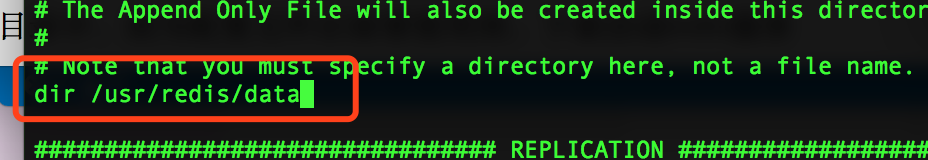 # The Append Only File will also be created inside this director
目
#
# Note that you must specify a directory here, not a file name.
dir /usr/redis/data
################################# REPLICATION #################